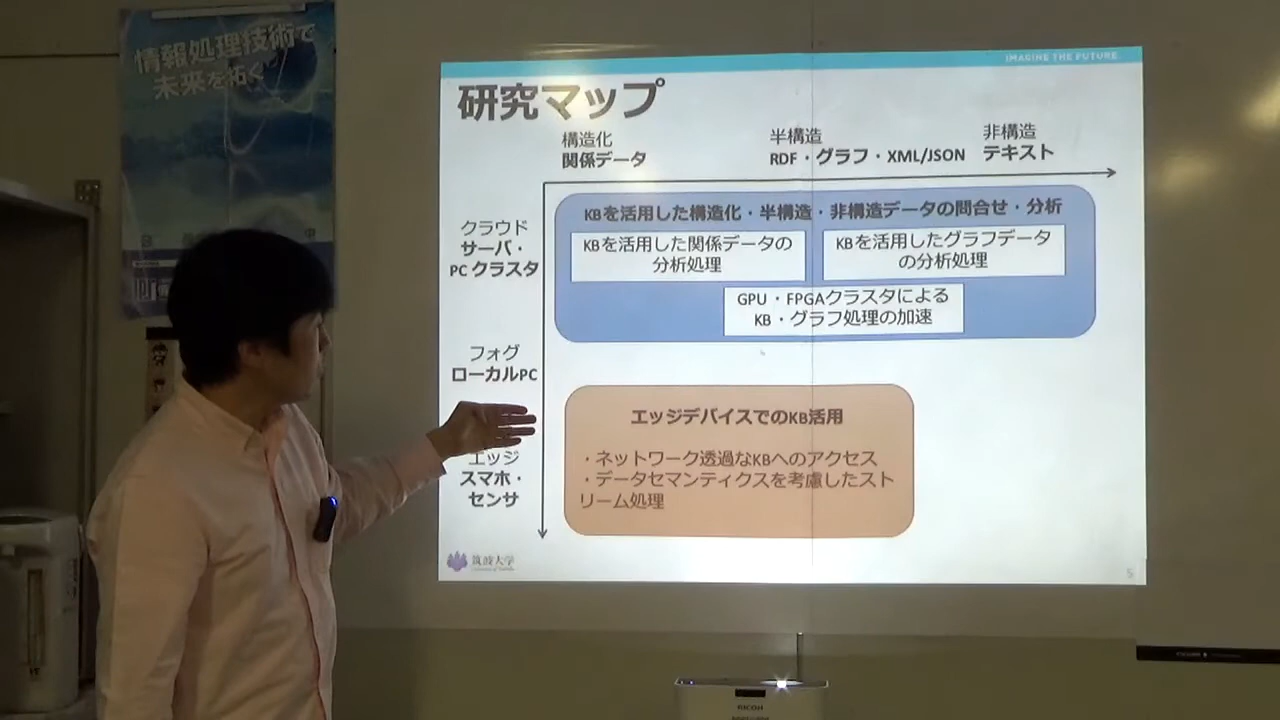 情報処理技術で
未来を拓く
IMAGINE THE FUTURE
研究マップ
構造化
関係データ
半構造
RDF・グラフ・XML/JSON
非構造
テキスト
クラウド
サーバ・
PCクラスタ
KBを活用した構造化・半構造・非構造データの問合せ・分析
KBを活用した関係データの
分析処理
KBを活用したグラフデータ
の分析処理
GPU・FPGAクラスタによる
KB・グラフ処理の加速
フォグ
ローカルPC
エッジ
スマホ・
センサ
エッジデバイスでのKB活用
・ネットワーク透過なKBへのアクセス
・データセマンティクスを考慮したスト
リーム処理
筑波大学
5
RICOH